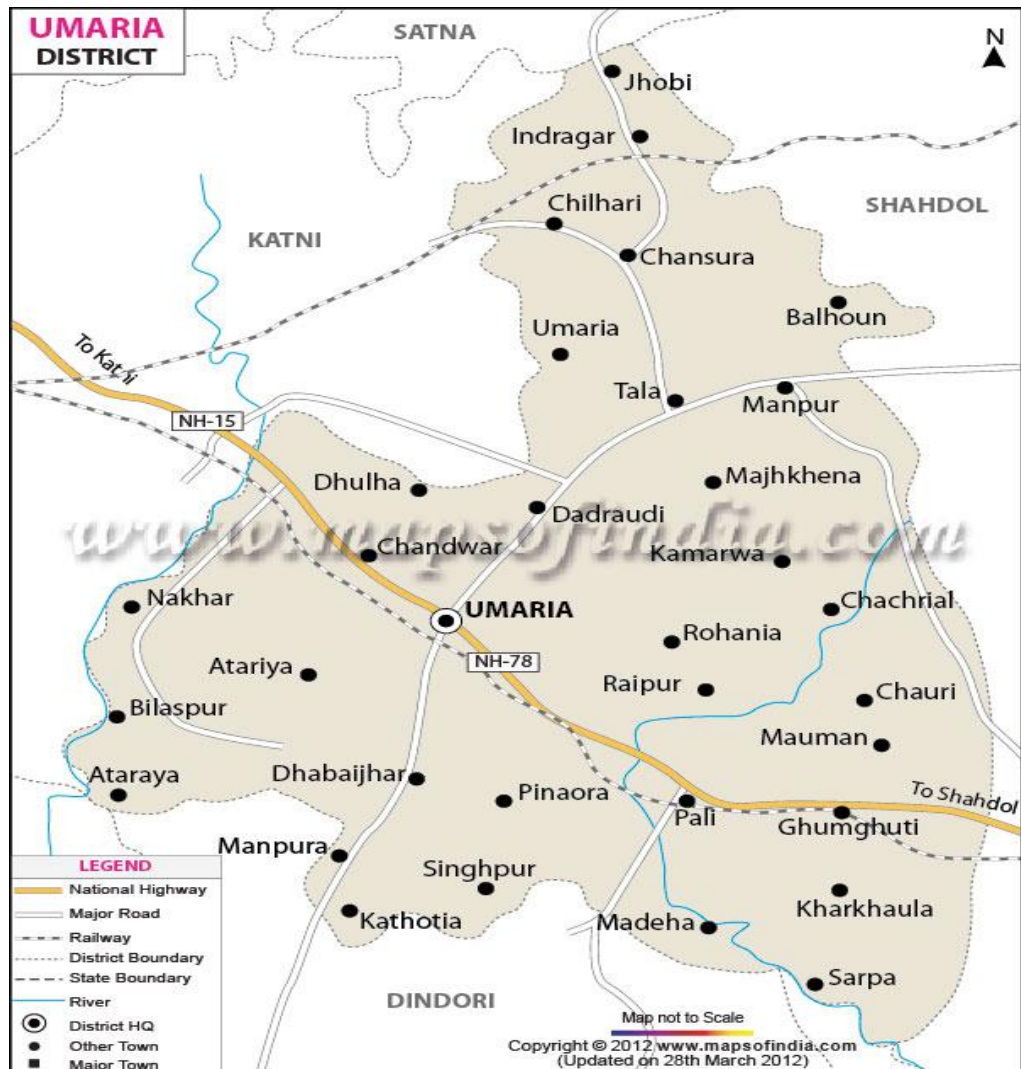 UMARIA
DISTRICT
SATNA
N
Jhobi
Indragar
SHAHDOL
Chilhari
KATNI
Chansura
Balhoun
Umaria
To Katni
Tala
Manpur
NH-15
Dhulha
Majhkhena
Dadraudi
www.mapsofindia.com
Chandwar
Kamarwa
Nakhar
UMARIA
Chachrial
Rohania
NH-78
Atariya
Raipur
Chauri
Bilaspur
Mauman
Ataraya
Dhabaijhar
Pinaora
To Shahdol
Pali
Ghumghuti
Manpura
Singhpur
Kharkhaula
Kathotia
Madeha
Sarpa
DINDORI
LEGEND
National Highway
Major Road
Railway
District Boundary
State Boundary
River
District HQ
Other Town
Major Town
Map not to Scale
Copyright © 2012 www.mapsofindia.com
(Updated on 28th March 2012)